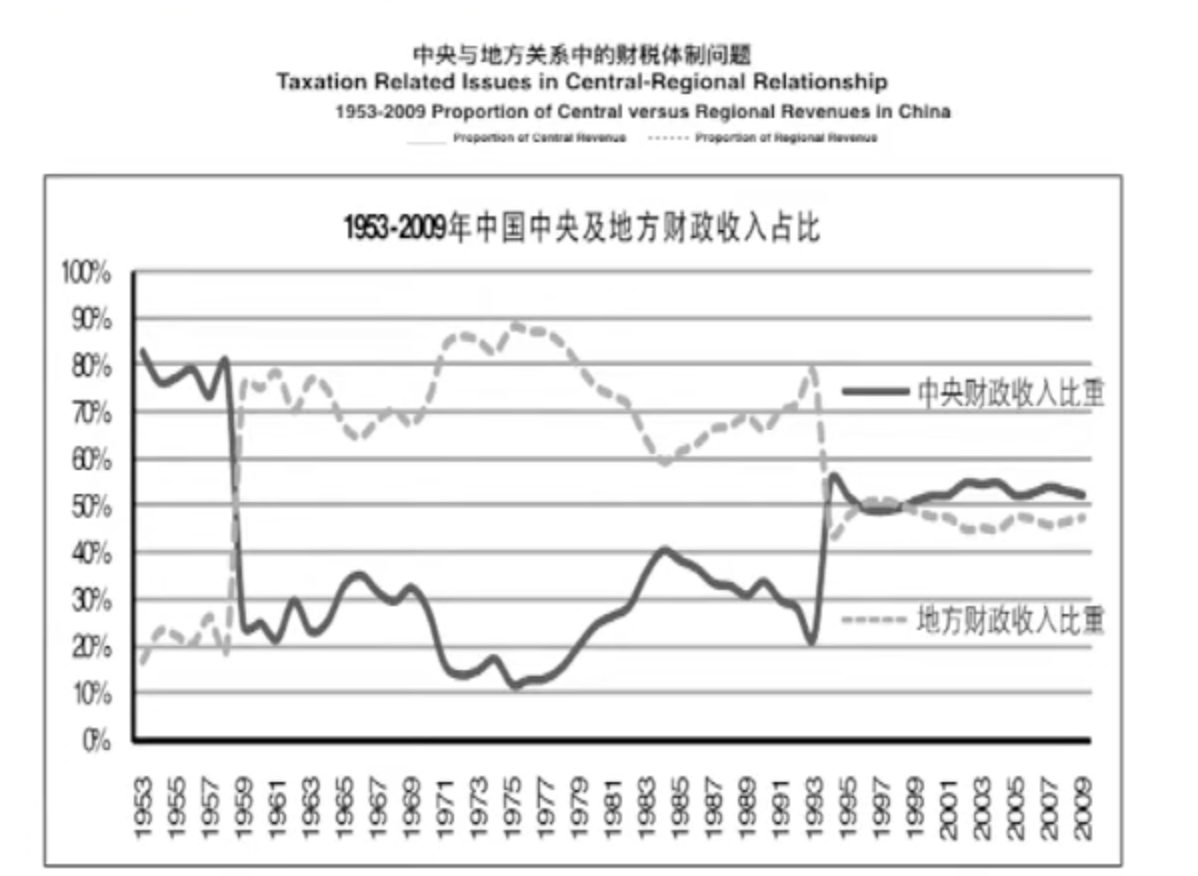 中央与地方关系中的财税体制问题
Taxation Related Issues in Central-Regional Relationship
1953-2009 Proportion of Central versus Regional Revenues in China
Proportion of Central Revenue Proportion of Regional Revenue
1953-2009年中国中央及地方财政收入占比
100%
90%
80%
70%
60%
50%
40%
30%
20%
10%
0%
中央财政收入比重
地方财政收入比重
1953 1955 1957 1959 1961 1963 1965 1967 1969 1971 1973 1975 1977 1979 1981 1983 1985 1987 1989 1991 1993 1995 1997 1999 2001 2003 2005 2007 2009